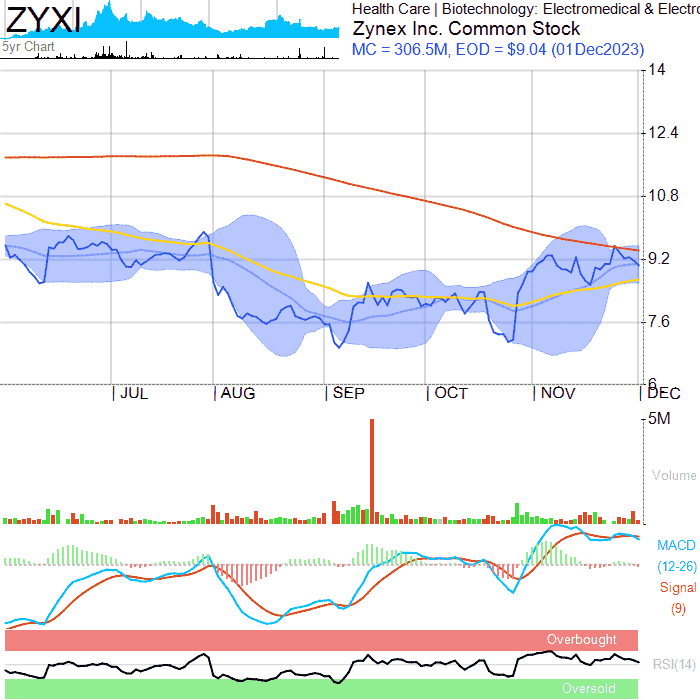 ZYXI
5yr Chart
Health Care | Biotechnology: Electromedical & Electro
Zynex Inc. Common Stock
MC = 306.5M, EOD = $9.04 (01Dec2023)
14
12.4
10.8
9.2
7.6
6
JUL AUG SEP OCT NOV DEC
5M
Volume
MACD
(12-26)
Signal
(9)
Overbought
RSI(14)
Oversold